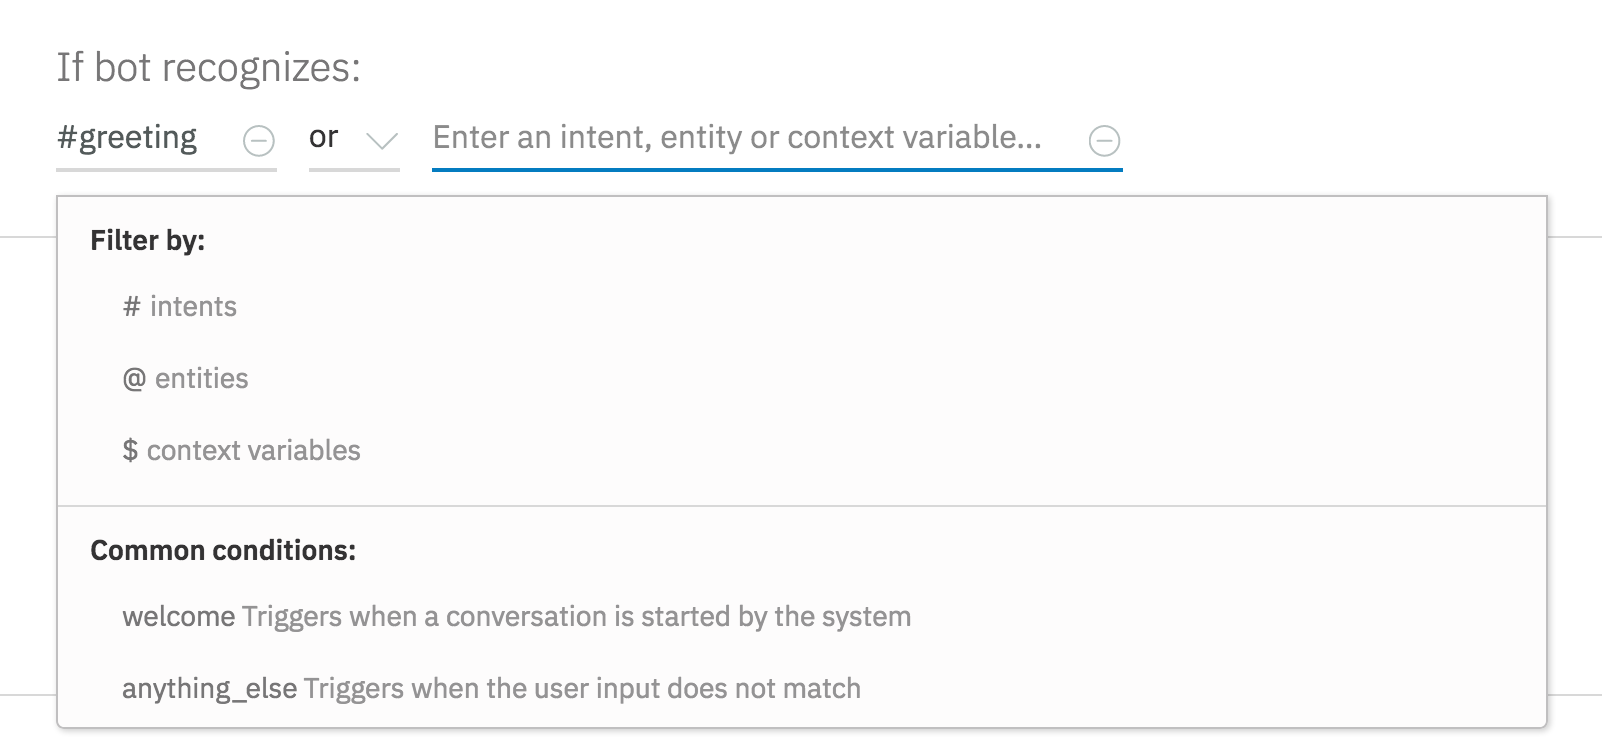 If bot recognizes:
#greeting or Enter an intent, entity or context variable...
Filter by:
# intents
@ entities
$ context variables
Common conditions:
welcome Triggers when a conversation is started by the system
anything_else Triggers when the user input does not match